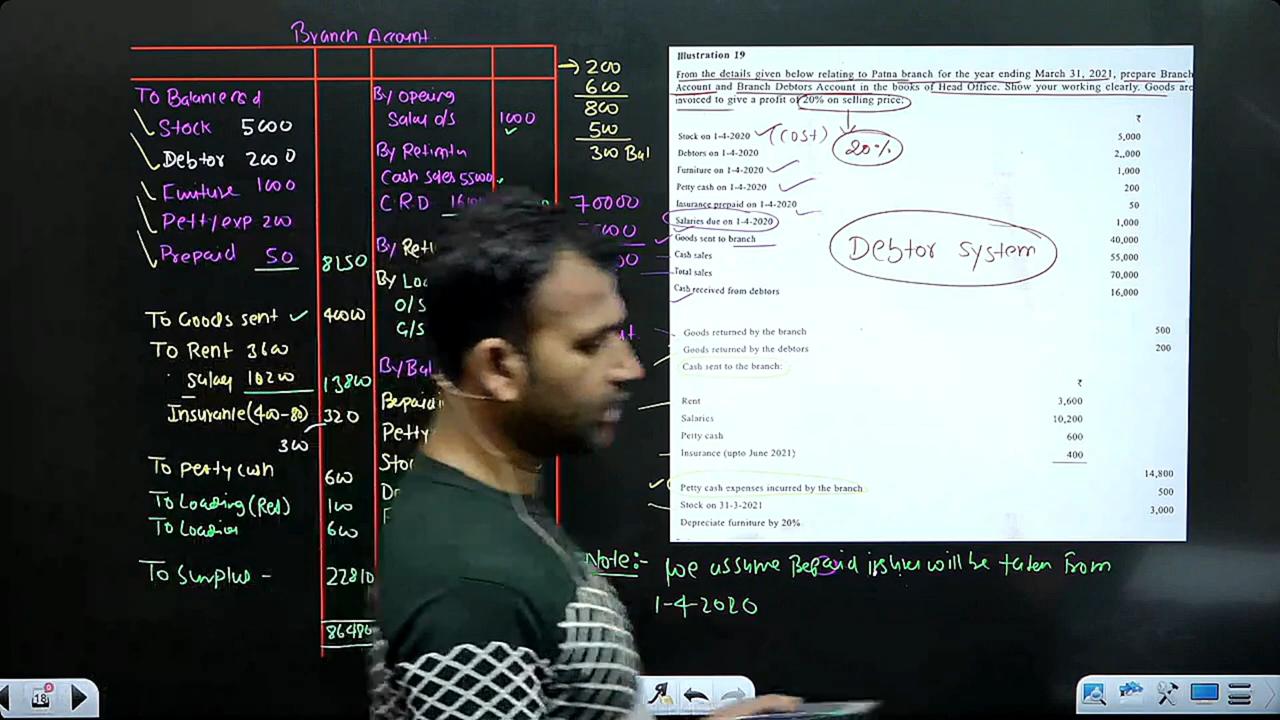 Branch Account
To Balance b d
Stock 5000
Debtor 2000
Furniture 1000
Petty exp 200
Prepaid 50
8150
To Goods sent
40000
To Rent 3600
Salary 10200
13800
Insurance (400-80)
320
300
To petty cash
600
To Loading (Ret)
100
To Loading
600
To Surplus -
22810
86480
By Opening
Salary o/s
1000
By Remittance
Cash sales 55000
C.R.D
By
By
O/S
G/S
By Bal
Petty
200
600
800
500
300 Bal
70000
Illustration 19
From the details given below relating to Patna branch for the year ending March 31, 2021, prepare Branch
Account and Branch Debtors Account in the books of Head Office. Show your working clearly. Goods are
invoiced to give a profit of 20% on selling price:
₹
Stock on 1-4-2020 (Cost) 5,000
20%
Debtors on 1-4-2020 2,,000
Furniture on 1-4-2020 1,000
Petty cash on 1-4-2020 200
Insurance prepaid on 1-4-2020 50
Salaries due on 1-4-2020 1,000
Goods sent to branch 40,000
Cash sales 55,000
Total sales 70,000
Cash received from debtors 16,000
Debtor system
Goods returned by the branch 500
Goods returned by the debtors 200
Cash sent to the branch:
₹
Rent 3,600
Salaries 10,200
Petty cash 600
Insurance (upto June 2021) 400
14,800
Petty cash expenses incurred by the branch 500
Stock on 31-3-2021 3,000
Depreciate furniture by 20%
Note:- we assume will be taken from
1-4-2020
18